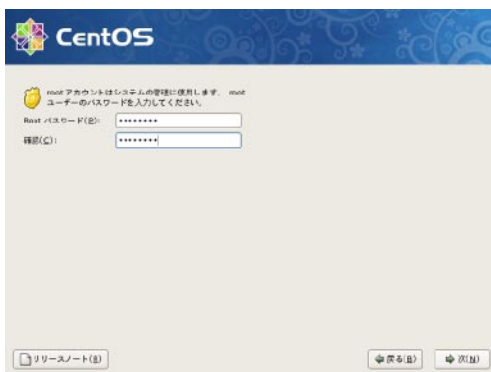 CentOS
root アカウントはシステムの管理に使用します。 root
ユーザーのパスワードを入力してください。
Root パスワード(P): ••••••••
確認(C): ••••••••
リリースノート(R)
戻る(B)
次(N)